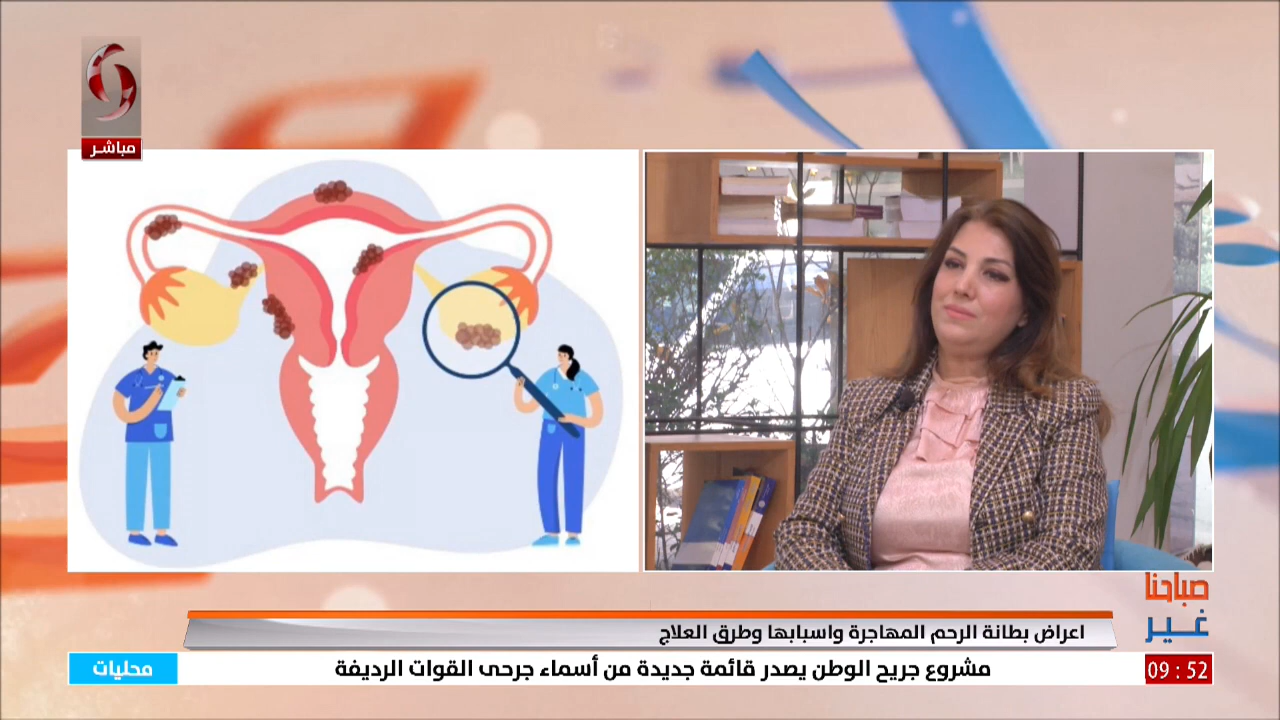 مباشر
صباحنا
غير
اعراض بطانة الرحم المهاجرة واسبابها وطرق العلاج
محليات
مشروع جريح الوطن يصدر قائمة جديدة من أسماء جرحى القوات الرديفة
09 : 52